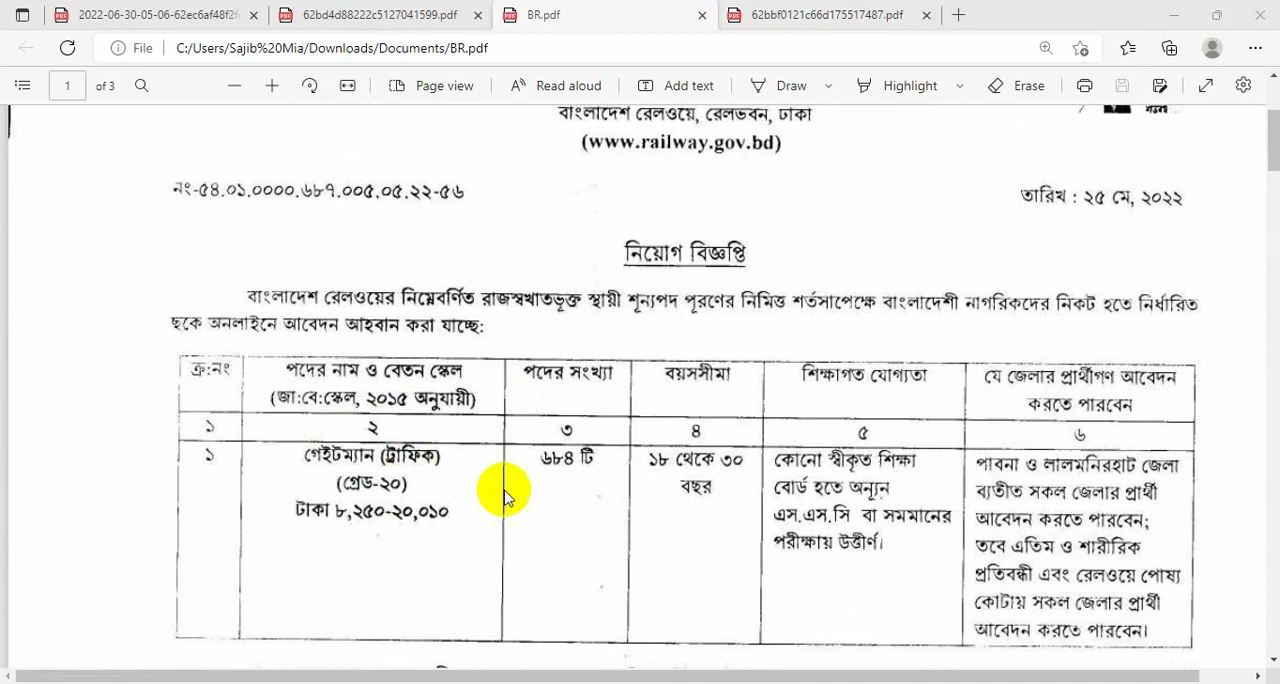 2022-06-30-05-06-62ec6af48f2f
62bd4d88222c5127041599.pdf
BR.pdf
62bbf0121c66d175517487.pdf
File
C:/Users/Sajib%20Mia/Downloads/Documents/BR.pdf
1 of 3
Page view
Read aloud
Add text
Draw
Highlight
Erase
বাংলাদেশ রেলওয়ে, রেলভবন, ঢাকা
(www.railway.gov.bd)
নং-৫৪.০১.০০০০.৬৮৭.০০৫.০৫.২২-৫৬
তারিখ : ২৫ মে, ২০২২
নিয়োগ বিজ্ঞপ্তি
বাংলাদেশ রেলওয়ের নিম্নেবর্ণিত রাজস্বখাতভূক্ত স্থায়ী শূন্যপদ পূরণের নিমিত্ত শর্তসাপেক্ষে বাংলাদেশী নাগরিকদের নিকট হতে নির্ধারিত
ছকে অনলাইনে আবেদন আহবান করা যাচ্ছে:
ক্র:নং
পদের নাম ও বেতন স্কেল
(জা:বে:স্কেল, ২০১৫ অনুযায়ী)
পদের সংখ্যা
বয়সসীমা
শিক্ষাগত যোগ্যতা
যে জেলার প্রার্থীগণ আবেদন
করতে পারবেন
১
২
৩
৪
৫
৬
১
গেইটম্যান (ট্রাফিক)
(গ্রেড-২০)
টাকা ৮,২৫০-২০,০১০
৬৮৪ টি
১৮ থেকে ৩০
বছর
কোনো স্বীকৃত শিক্ষা
বোর্ড হতে অন্যূন
এস.এস.সি বা সমমানের
পরীক্ষায় উত্তীর্ণ।
পাবনা ও লালমনিরহাট জেলা
ব্যতীত সকল জেলার প্রার্থী
আবেদন করতে পারবেন;
তবে এতিম ও শারীরিক
প্রতিবন্ধী এবং রেলওয়ে পোষ্য
কোটায় সকল জেলার প্রার্থী
আবেদন করতে পারবেন।